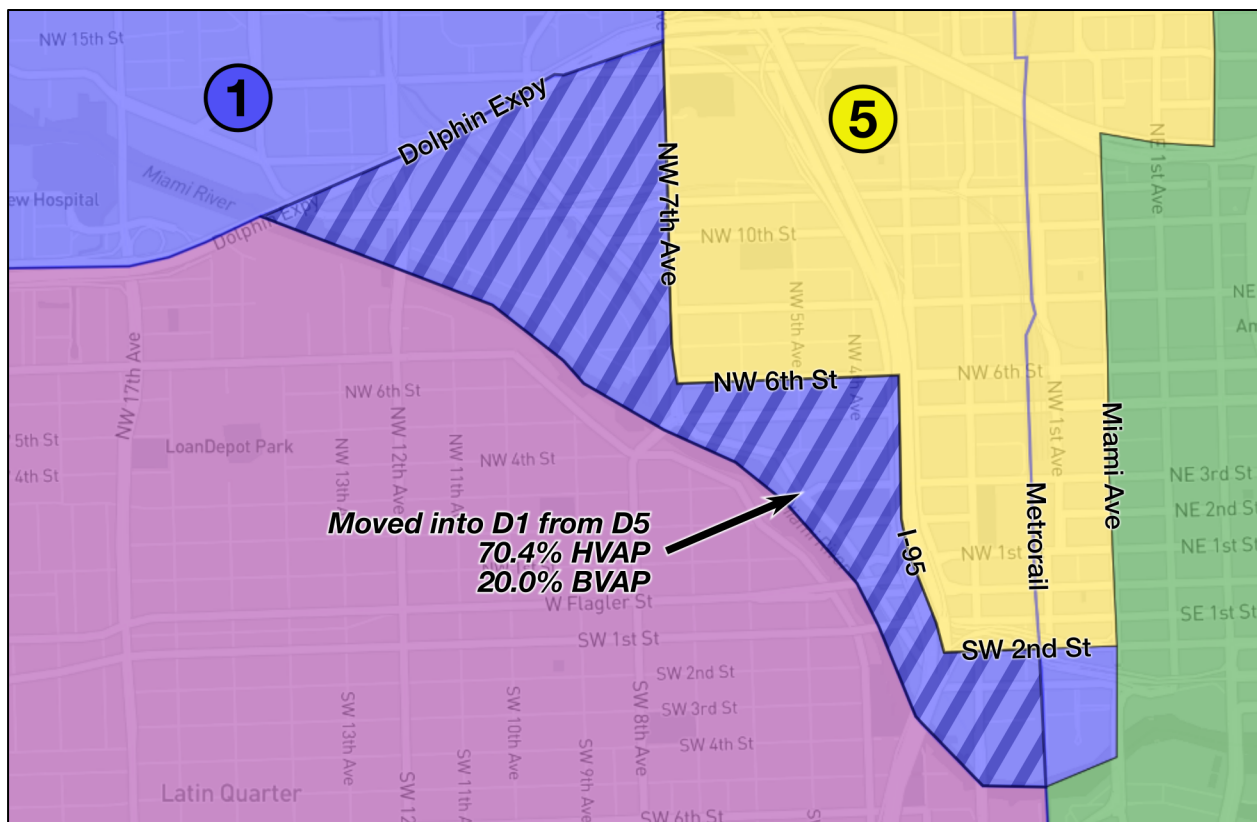 NW 15th St
1
5
Dolphin Expy
NE 1st Ave
Miami River
ew Hospital
Dolphin Expy
NW 7th Ave
NW 10th St
NW 5th Ave
NW 4th Ave
NE
Am
NW 17th Ave
NW 6th St
NW 6th St
NW 6th St
NW 1st Ave
Miami Ave
5th St
4th St
LoanDepot Park
NW 12th Ave
NW 13th A
NW 11th Ave
NW 4th St
NE 3rd St
NE 2nd S
NE 1st St
SE 1st St
Moved into D1 from D5
70.4% HVAP
20.0% BVAP
I-95
NW 1st
Metrorail
W Flagler St
SW 1st St
SW 2nd St
SW 2nd St
SW 3rd St
SW 4th St
SW 13th Ave
SW 12
SW 11th
SW 10th St
SW 9th Ave
SW 8th Ave
SW 6th St
Latin Quarter